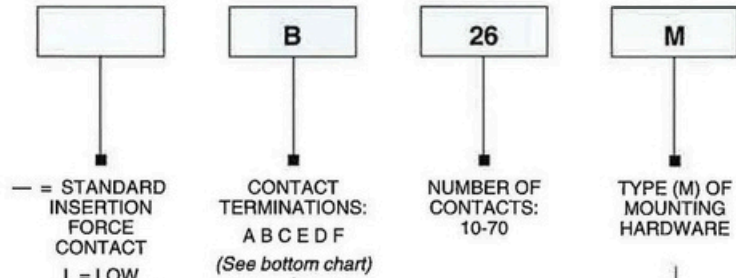 B
26
M
— = STANDARD
INSERTION
FORCE
CONTACT
CONTACT
TERMINATIONS:
A B C E D F
(See bottom chart)
NUMBER OF
CONTACTS:
10-70
TYPE (M) OF
MOUNTING
HARDWARE
L = LOW